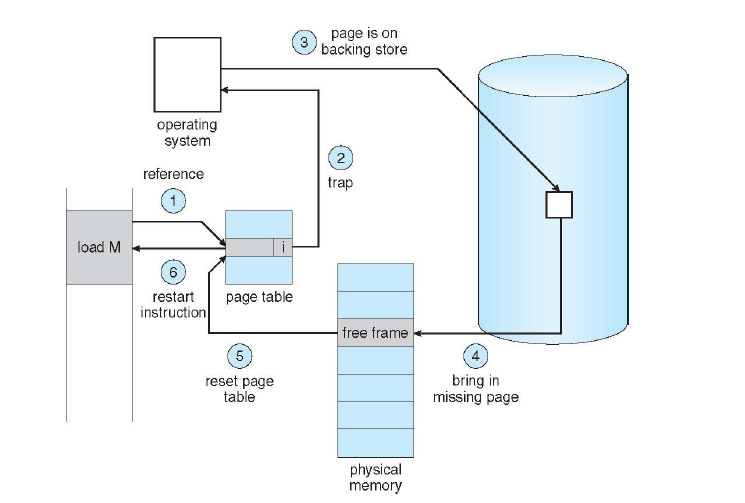 3
page is on
backing store
operating
system
2
trap
reference
1
load M
i
6
restart
instruction
page table
free frame
5
reset page
table
4
bring in
missing page
physical
memory